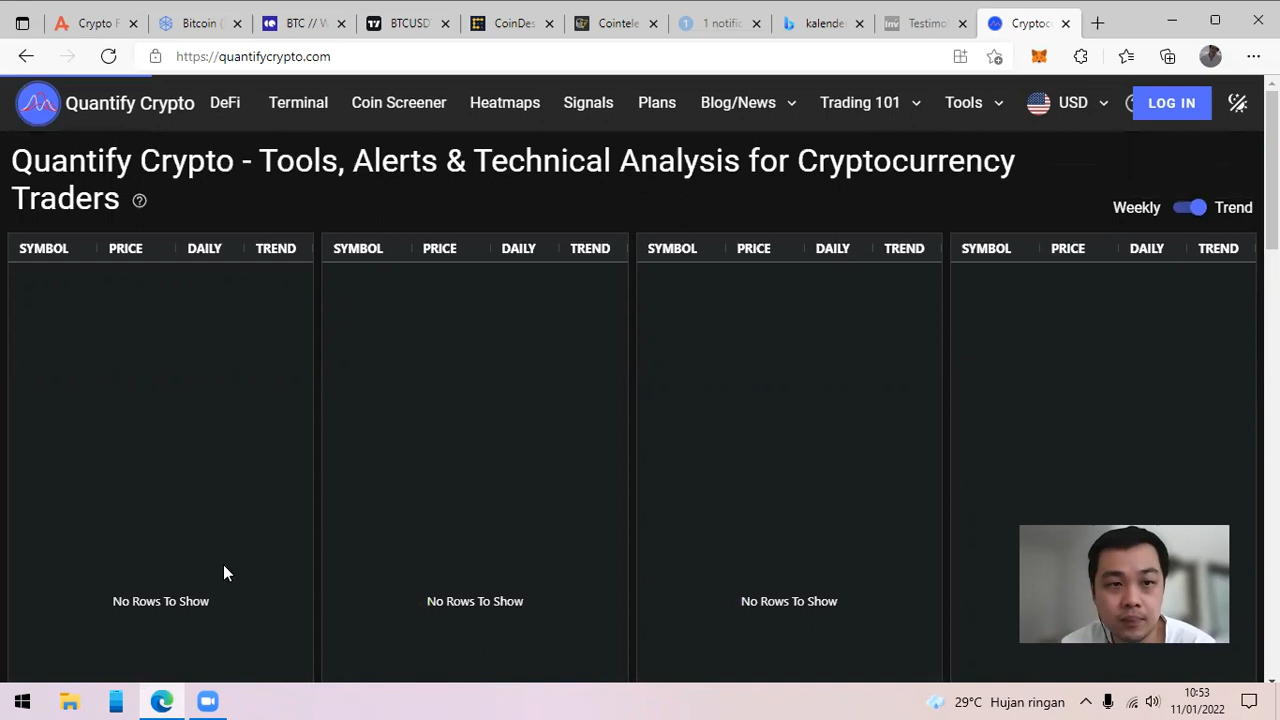 Crypto F
Bitcoin (
BTC // W
BTCUSD
CoinDes
Cointele
1 notific
kalender
Testimo
Cryptoc
https://quantifycrypto.com
Quantify Crypto
DeFi
Terminal
Coin Screener
Heatmaps
Signals
Plans
Blog/News
Trading 101
Tools
USD
LOG IN
Quantify Crypto - Tools, Alerts & Technical Analysis for Cryptocurrency
Traders
Weekly
Trend
SYMBOL PRICE DAILY TREND
SYMBOL PRICE DAILY TREND
SYMBOL PRICE DAILY TREND
SYMBOL PRICE DAILY TREND
No Rows To Show
No Rows To Show
No Rows To Show
29°C Hujan ringan
10:53
11/01/2022